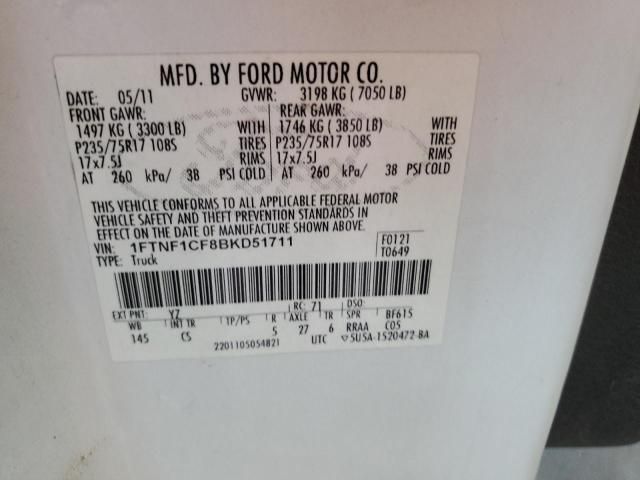 MFD. BY FORD MOTOR CO.
DATE: 05/11 GVWR: 3198 KG ( 7050 LB)
FRONT GAWR: REAR GAWR:
1497 KG ( 3300 LB) WITH 1746 KG ( 3850 LB) WITH
P235/75R17 108S TIRES P235/75R17 108S TIRES
17x7.5J RIMS 17x7.5J RIMS
AT 260 kPa/ 38 PSI COLD AT 260 kPa/ 38 PSI COLD
THIS VEHICLE CONFORMS TO ALL APPLICABLE FEDERAL MOTOR
VEHICLE SAFETY AND THEFT PREVENTION STANDARDS IN
EFFECT ON THE DATE OF MANUFACTURE SHOWN ABOVE.
VIN: 1FTNF1CF8BKD51711 F0121
TYPE: Truck T0649
EXT PNT: YZ RC: 71 DSO:
WB INT TR TP/PS R AXLE TR SPR BF615
145 CS 5 27 6 RRAA C05
2201105054821 UTC ▽5USA-1520472-BA